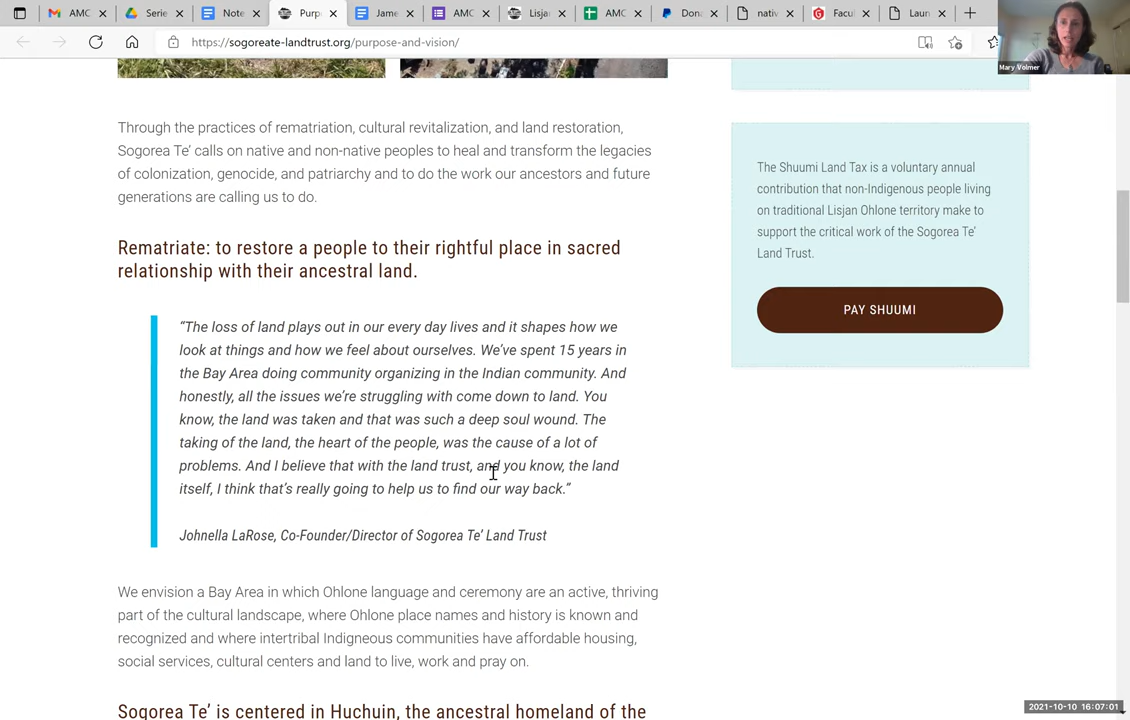 AMC
Serie
Note
Purp
Jame
AMC
Lisja
AMC
Dona
nativ
Facul
Laun
https://sogoreate-landtrust.org/purpose-and-vision/
Mary Volmer
Through the practices of rematriation, cultural revitalization, and land restoration,
Sogorea Te’ calls on native and non-native peoples to heal and transform the legacies
of colonization, genocide, and patriarchy and to do the work our ancestors and future
generations are calling us to do.
Rematriate: to restore a people to their rightful place in sacred
relationship with their ancestral land.
“The loss of land plays out in our every day lives and it shapes how we
look at things and how we feel about ourselves. We’ve spent 15 years in
the Bay Area doing community organizing in the Indian community. And
honestly, all the issues we’re struggling with come down to land. You
know, the land was taken and that was such a deep soul wound. The
taking of the land, the heart of the people, was the cause of a lot of
problems. And I believe that with the land trust, and you know, the land
itself, I think that’s really going to help us to find our way back.”
Johnella LaRose, Co-Founder/Director of Sogorea Te’ Land Trust
We envision a Bay Area in which Ohlone language and ceremony are an active, thriving
part of the cultural landscape, where Ohlone place names and history is known and
recognized and where intertribal Indigneous communities have affordable housing,
social services, cultural centers and land to live, work and pray on.
Sogorea Te’ is centered in Huchuin, the ancestral homeland of the
The Shuumi Land Tax is a voluntary annual
contribution that non-Indigenous people living
on traditional Lisjan Ohlone territory make to
support the critical work of the Sogorea Te’
Land Trust.
PAY SHUUMI
2021-10-10 16:07:01